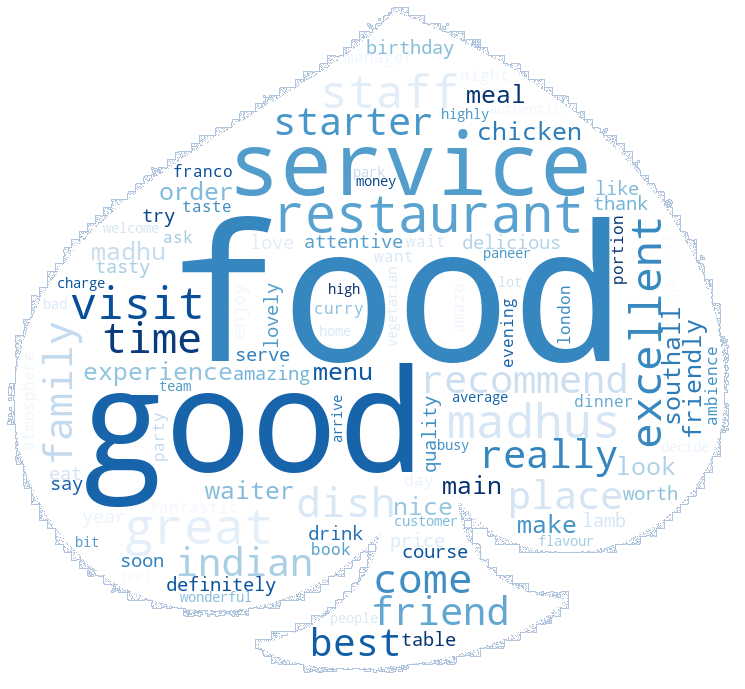 birthday
manager
staff
night
meal
authentic
highly
starter
chicken
service
franco
park
money
order
like
thank
taste
try
restaurant
portion
welcome
ask
madhu
love
attentive
wait
delicious
tasty
want
paneer
food
charge
high
lot
excellent
visit
bad
enjoy
lovely
curry
vegetarian
amaze
evening
london
southall
time
home
serve
friendly
family
atmosphere
experience
amazing
menu
recommend
ambience
team
good
average
dinner
arrive
madhus
party
quality
busy
really
decide
eat
look
say
day
main
waiter
dish
nice
place
worth
year
fantastic
great
customer
make
lamb
drink
price
bit
book
course
flavour
soon
indian
definitely
come
wonderful
people
friend
best
table